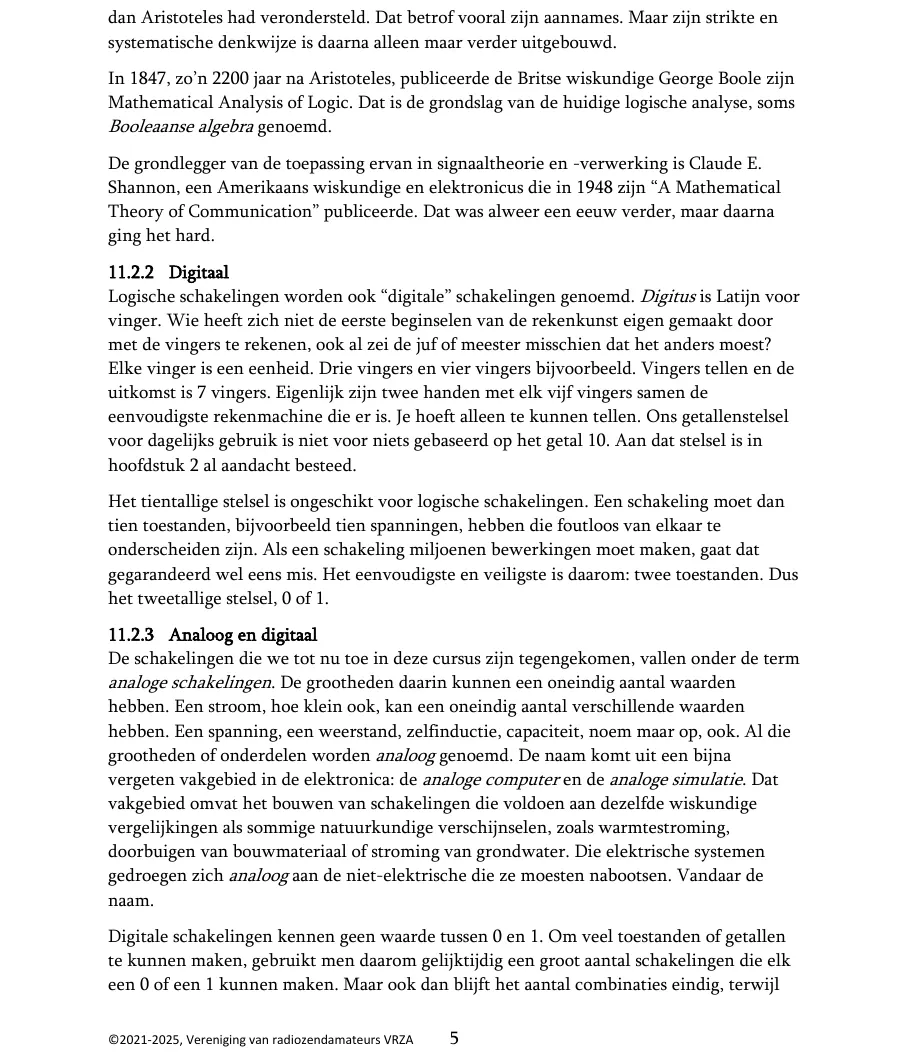 dan Aristoteles had verondersteld. Dat betrof vooral zijn aannames. Maar zijn strikte en
systematische denkwijze is daarna alleen maar verder uitgebouwd.
In 1847, zo’n 2200 jaar na Aristoteles, publiceerde de Britse wiskundige George Boole zijn
Mathematical Analysis of Logic. Dat is de grondslag van de huidige logische analyse, soms
Booleaanse algebra genoemd.
De grondlegger van de toepassing ervan in signaaltheorie en -verwerking is Claude E.
Shannon, een Amerikaans wiskundige en elektronicus die in 1948 zijn “A Mathematical
Theory of Communication” publiceerde. Dat was alweer een eeuw verder, maar daarna
ging het hard.
11.2.2 Digitaal
Logische schakelingen worden ook “digitale” schakelingen genoemd. Digitus is Latijn voor
vinger. Wie heeft zich niet de eerste beginselen van de rekenkunst eigen gemaakt door
met de vingers te rekenen, ook al zei de juf of meester misschien dat het anders moest?
Elke vinger is een eenheid. Drie vingers en vier vingers bijvoorbeeld. Vingers tellen en de
uitkomst is 7 vingers. Eigenlijk zijn twee handen met elk vijf vingers samen de
eenvoudigste rekenmachine die er is. Je hoeft alleen te kunnen tellen. Ons getallenstelsel
voor dagelijks gebruik is niet voor niets gebaseerd op het getal 10. Aan dat stelsel is in
hoofdstuk 2 al aandacht besteed.
Het tientallige stelsel is ongeschikt voor logische schakelingen. Een schakeling moet dan
tien toestanden, bijvoorbeeld tien spanningen, hebben die foutloos van elkaar te
onderscheiden zijn. Als een schakeling miljoenen bewerkingen moet maken, gaat dat
gegarandeerd wel eens mis. Het eenvoudigste en veiligste is daarom: twee toestanden. Dus
het tweetallige stelsel, 0 of 1.
11.2.3 Analoog en digitaal
De schakelingen die we tot nu toe in deze cursus zijn tegengekomen, vallen onder de term
analoge schakelingen. De grootheden daarin kunnen een oneindig aantal waarden
hebben. Een stroom, hoe klein ook, kan een oneindig aantal verschillende waarden
hebben. Een spanning, een weerstand, zelfinductie, capaciteit, noem maar op, ook. Al die
grootheden of onderdelen worden analoog genoemd. De naam komt uit een bijna
vergeten vakgebied in de elektronica: de analoge computer en de analoge simulatie. Dat
vakgebied omvat het bouwen van schakelingen die voldoen aan dezelfde wiskundige
vergelijkingen als sommige natuurkundige verschijnselen, zoals warmtestroming,
doorbuigen van bouwmateriaal of stroming van grondwater. Die elektrische systemen
gedroegen zich analoog aan de niet-elektrische die ze moesten nabootsen. Vandaar de
naam.
Digitale schakelingen kennen geen waarde tussen 0 en 1. Om veel toestanden of getallen
te kunnen maken, gebruikt men daarom gelijktijdig een groot aantal schakelingen die elk
een 0 of een 1 kunnen maken. Maar ook dan blijft het aantal combinaties eindig, terwijl
©2021-2025, Vereniging van radiozendamateurs VRZA 5